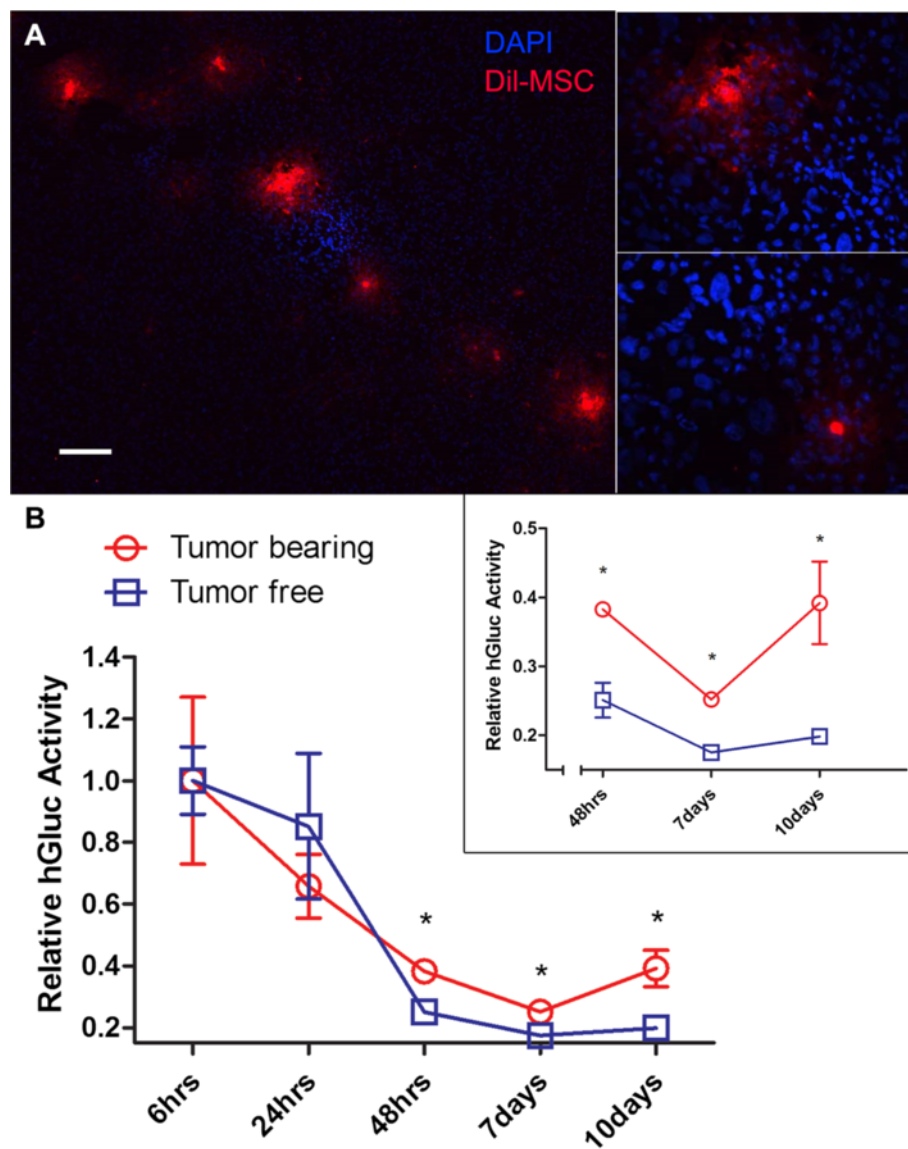 A
DAPI
Dil-MSC
B
Tumor bearing
Tumor free
Relative hGluc Activity
1.4
1.2
1.0
0.8
0.6
0.4
0.2
*
*
*
6hrs
24hrs
48hrs
7days
10days
Relative hGluc Activity
0.5
0.4
0.3
0.2
*
*
*
48hrs
7days
10days